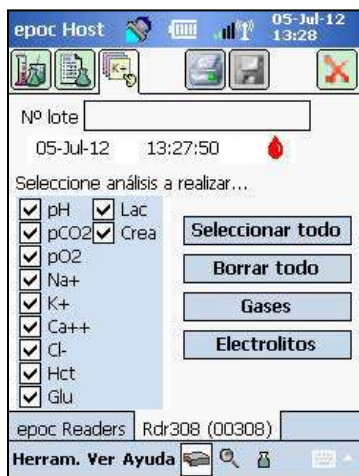 epoc Host 05-Jul-12
13:28
K+
Nº lote
05-Jul-12 13:27:50
Seleccione análisis a realizar...
pH Lac
pCO2 Crea
pO2
Na+
K+
Ca++
Cl-
Hct
Glu
Seleccionar todo
Borrar todo
Gases
Electrolitos
epoc Readers Rdr308 (00308)
Herram. Ver Ayuda